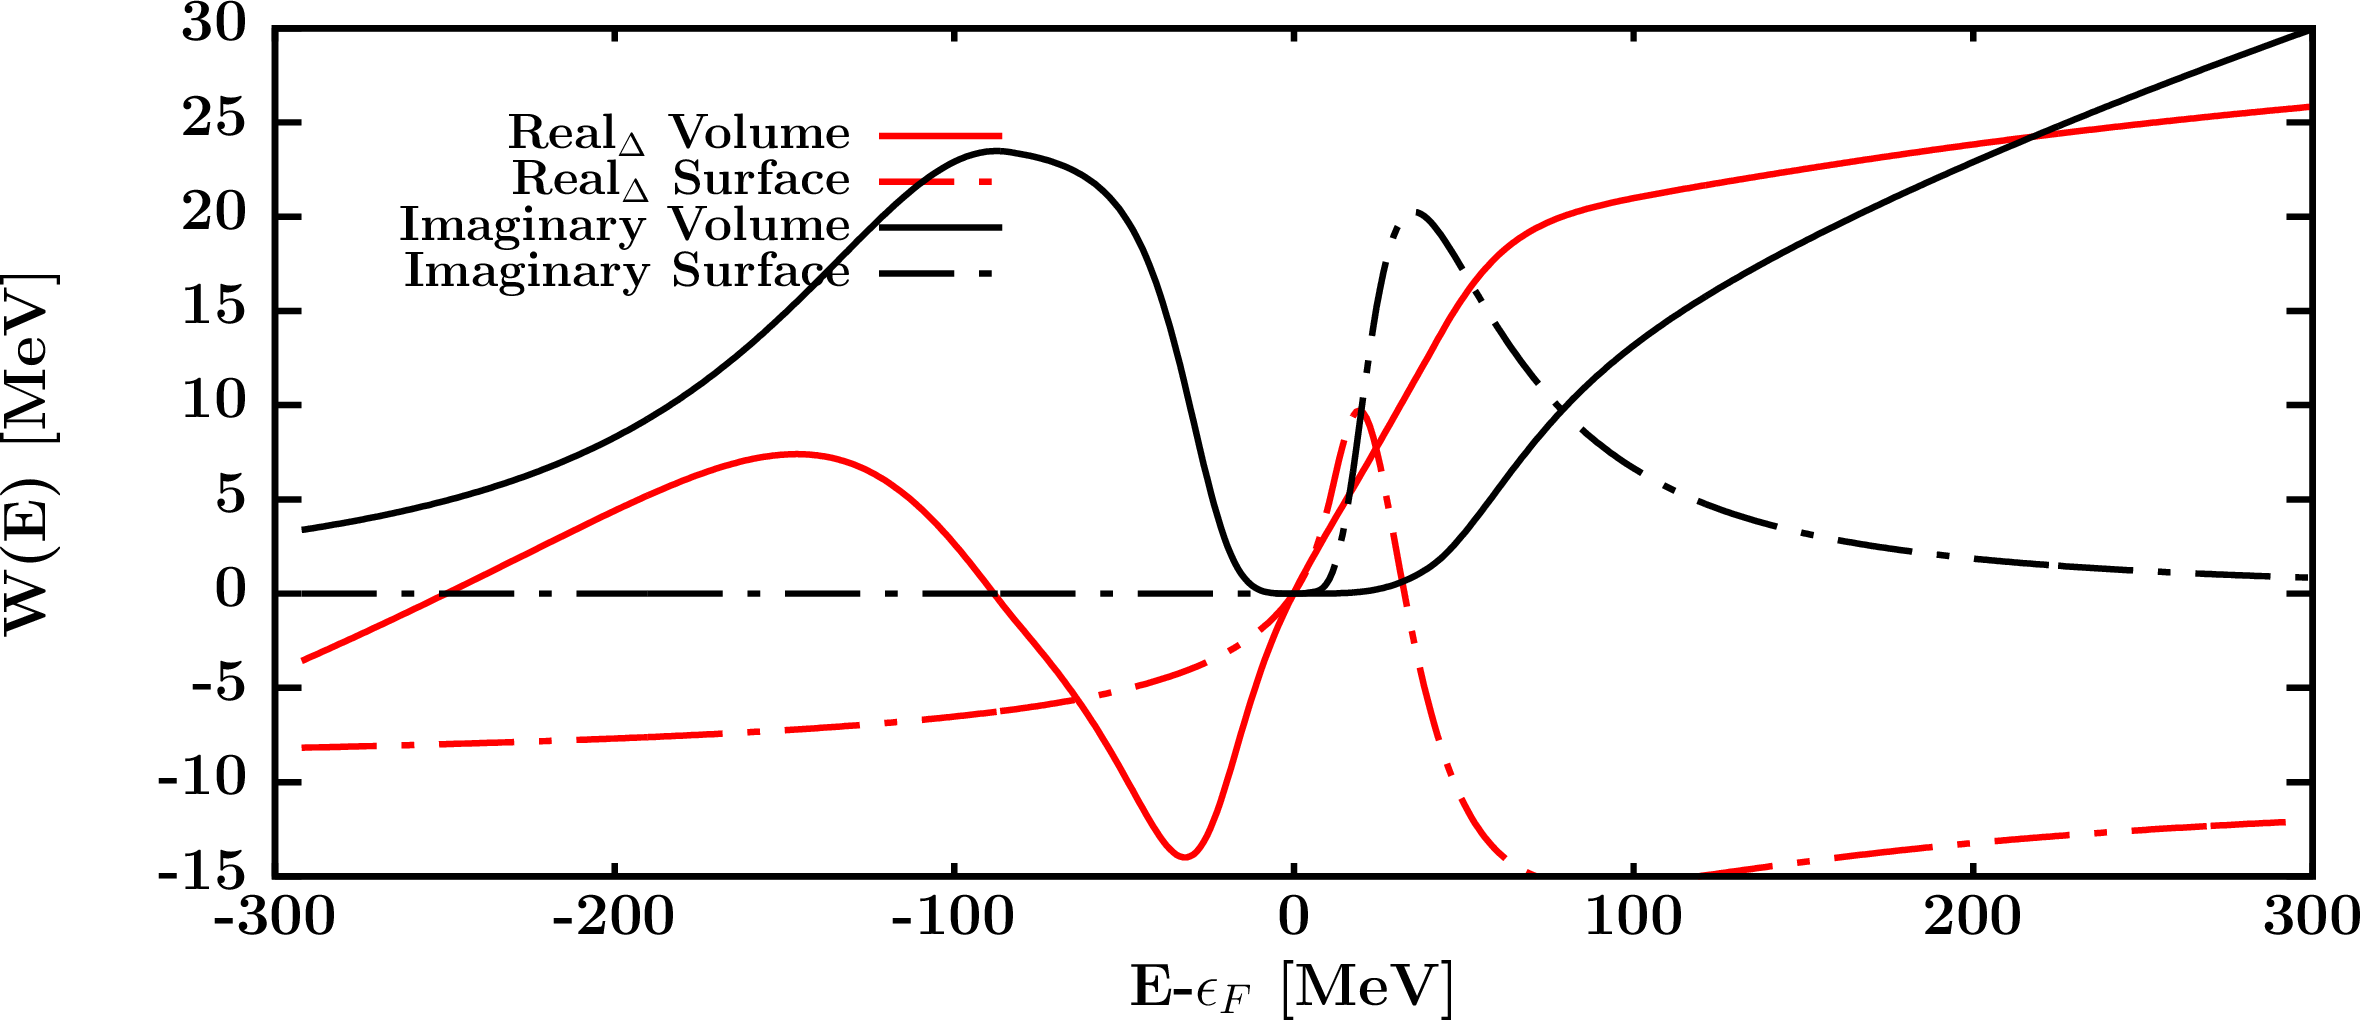 30
25
20
15
10
5
0
-5
-10
-15
W(E) [MeV]
Real_Δ Volume
Real_Δ Surface
Imaginary Volume
Imaginary Surface
-300 -200 -100 0 100 200 300
E-ϵ_F [MeV]